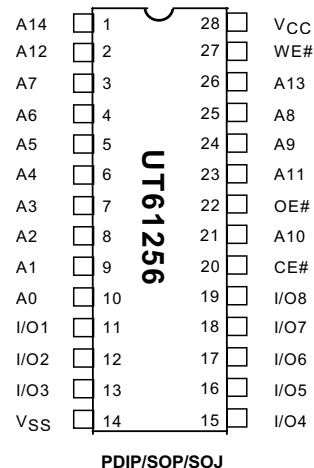 A14 1 28 VCC
A12 2 27 WE#
A7 3 26 A13
A6 4 25 A8
A5 5 24 A9
A4 6 23 A11
A3 7 22 OE#
A2 8 21 A10
A1 9 20 CE#
A0 10 19 I/O8
I/O1 11 18 I/O7
I/O2 12 17 I/O6
I/O3 13 16 I/O5
VSS 14 15 I/O4
UT61256
PDIP/SOP/SOJ